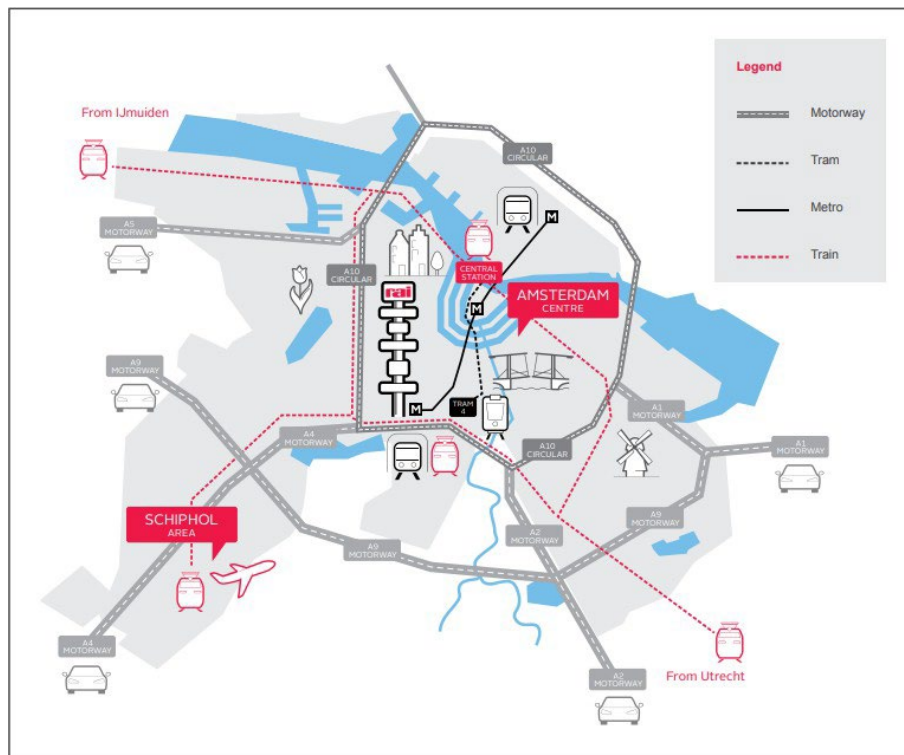 Legend
Motorway
Tram
Metro
Train
From IJmuiden
A10
CIRCULAR
A5
MOTORWAY
M
CENTRAL
STATION
A10
CIRCULAR
rai
AMSTERDAM
CENTRE
M
A9
MOTORWAY
M
TRAM
4
A1
MOTORWAY
A4
MOTORWAY
A10
CIRCULAR
A1
MOTORWAY
SCHIPHOL
AREA
A9
MOTORWAY
A2
MOTORWAY
A9
MOTORWAY
A4
MOTORWAY
From Utrecht
A2
MOTORWAY